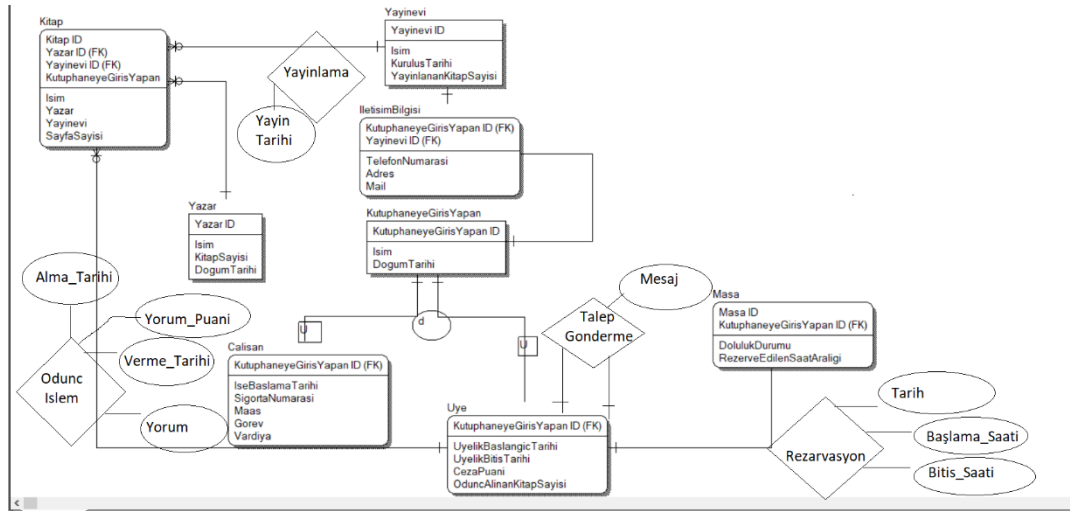 Kitap
Kitap ID
Yazar ID (FK)
Yayinevi ID (FK)
KutuphaneyeGirisYapan
Isim
Yazar
Yayinevi
SayfaSayisi
Yayinlama
Yayin
Tarihi
Yayinevi
Yayinevi ID
Isim
KurulusTarihi
YayinlananKitapSayisi
IletisimBilgisi
KutuphaneyeGirisYapan ID (FK)
Yayinevi ID (FK)
TelefonNumarasi
Adres
Mail
Yazar
Yazar ID
Isim
KitapSayisi
DogumTarihi
KutuphaneyeGirisYapan
KutuphaneyeGirisYapan ID
Isim
DogumTarihi
Alma_Tarihi
Yorum_Puani
Verme_Tarihi
Odunc
Islem
Yorum
U
d
U
Calisan
KutuphaneyeGirisYapan ID (FK)
IseBaslamaTarihi
SigortaNumarasi
Maas
Gorev
Vardiya
Mesaj
Talep
Gonderme
Masa
Masa ID
KutuphaneyeGirisYapan ID (FK)
DolulukDurumu
RezerveEdilenSaatAraligi
Uye
KutuphaneyeGirisYapan ID (FK)
UyelikBaslangicTarihi
UyelikBitisTarihi
CezaPuani
OduncAlinanKitapSayisi
Rezarvasyon
Tarih
Başlama_Saati
Bitis_Saati